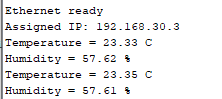 Ethernet ready
Assigned IP: 192.168.30.3
Temperature = 23.33 C
Humidity = 57.62 %
Temperature = 23.35 C
Humidity = 57.61 %